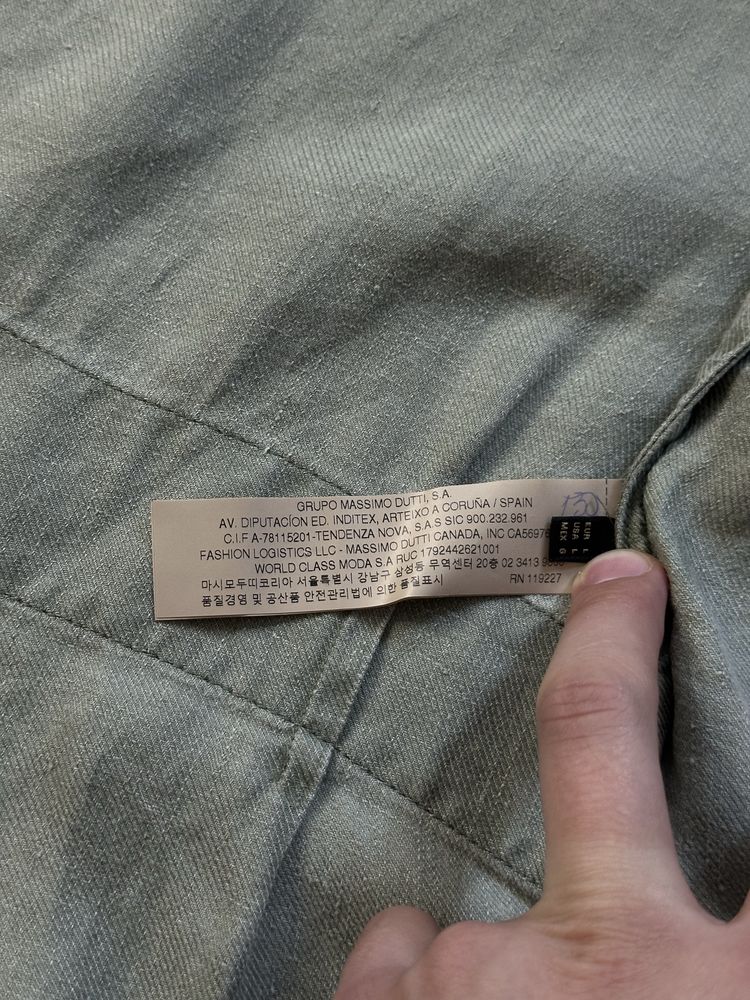 GRUPO MASSIMO DUTTI, S.A.
AV. DIPUTACÍON ED. INDITEX, ARTEIXO A CORUÑA / SPAIN
C.I.F A-78115201-TENDENZA NOVA, S.A.S SIC 900.232.961
FASHION LOGISTICS LLC - MASSIMO DUTTI CANADA, INC
WORLD CLASS MODA S.A RUC 1792442621001
마시모두띠코리아 서울특별시 강남구 삼성동 무역센터 20층 02 3413
품질경영 및 공산품 안전관리법에 의한 품질표시 RN 119227
EUR L
USA L
MEX G